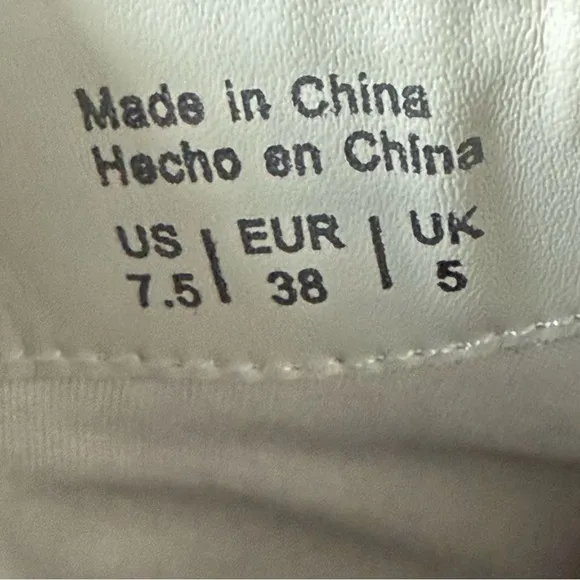 Made in China
Hecho en China
US | EUR | UK
7.5 | 38 | 5